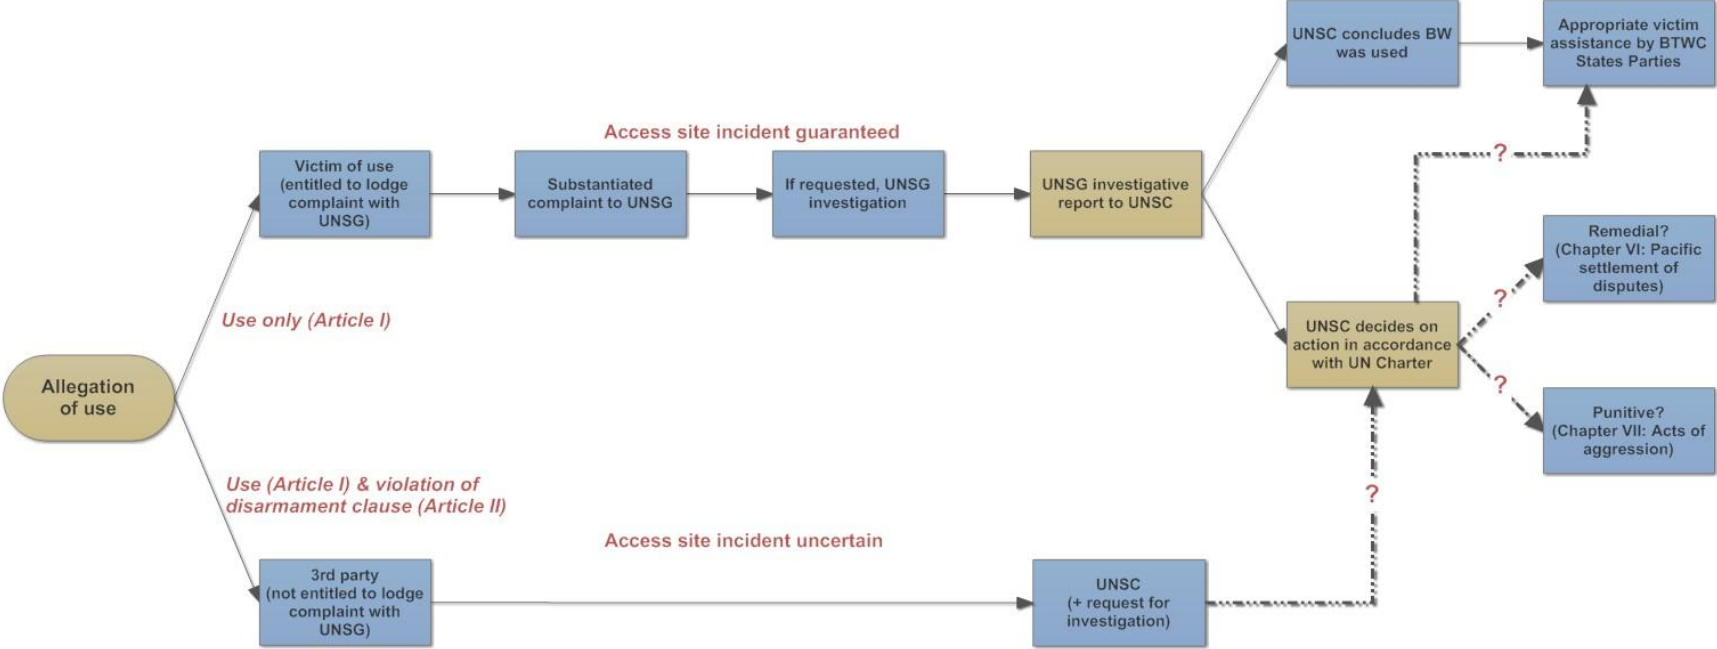 UNSC concludes BW
was used
Appropriate victim
assistance by BTWC
States Parties
Access site incident guaranteed
Victim of use
(entitled to lodge
complaint with
UNSG)
Substantiated
complaint to UNSG
If requested, UNSG
investigation
UNSG investigative
report to UNSC
?
Remedial?
(Chapter VI: Pacific
settlement of
disputes)
?
Use only (Article I)
UNSC decides on
action in accordance
with UN Charter
?
Allegation
of use
Punitive?
(Chapter VII: Acts of
aggression)
Use (Article I) & violation of
disarmament clause (Article II)
?
Access site incident uncertain
3rd party
(not entitled to lodge
complaint with
UNSG)
UNSC
(+ request for
investigation)